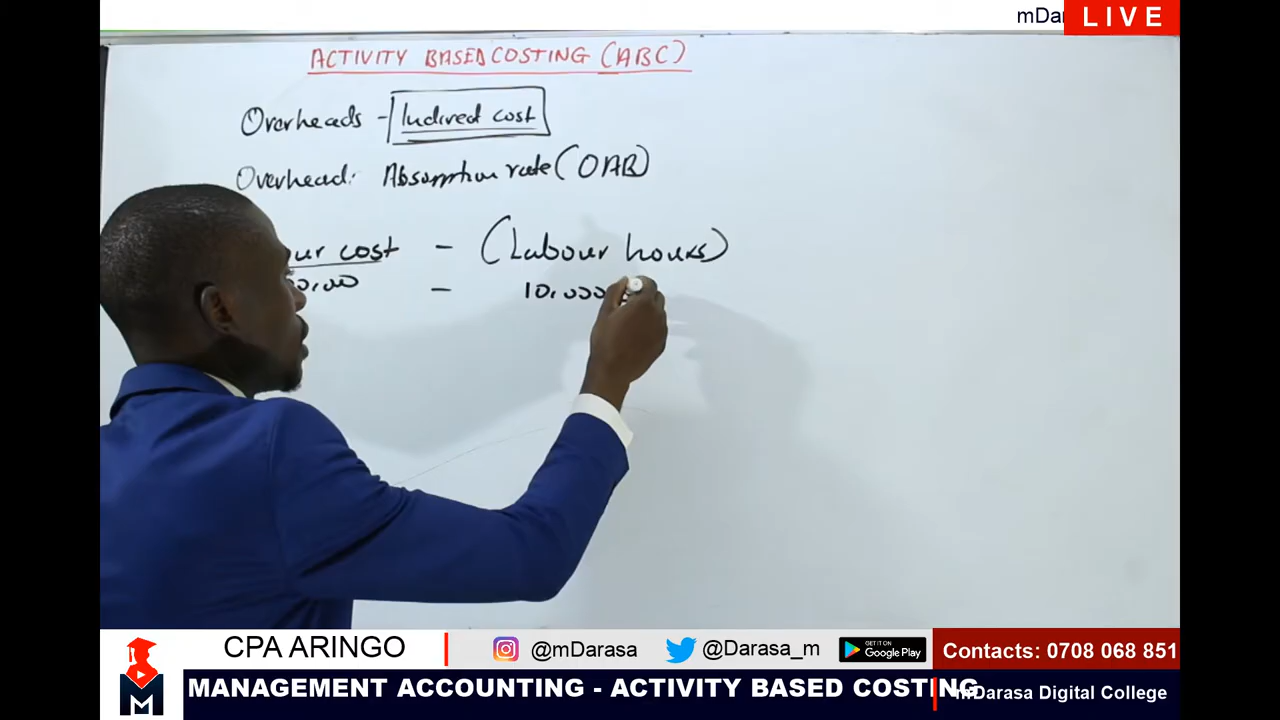 mDa
LIVE
ACTIVITY BASED COSTING (ABC)
Overheads - Indirect cost
Overhead: Absorption rate (OAR)
our cost - (Labour hours)
0,000 - 10,000
CPA ARINGO
@mDarasa
@Darasa_m
GET IT ON
Google Play
Contacts: 0708 068 851
MANAGEMENT ACCOUNTING - ACTIVITY BASED COSTING
mDarasa Digital College